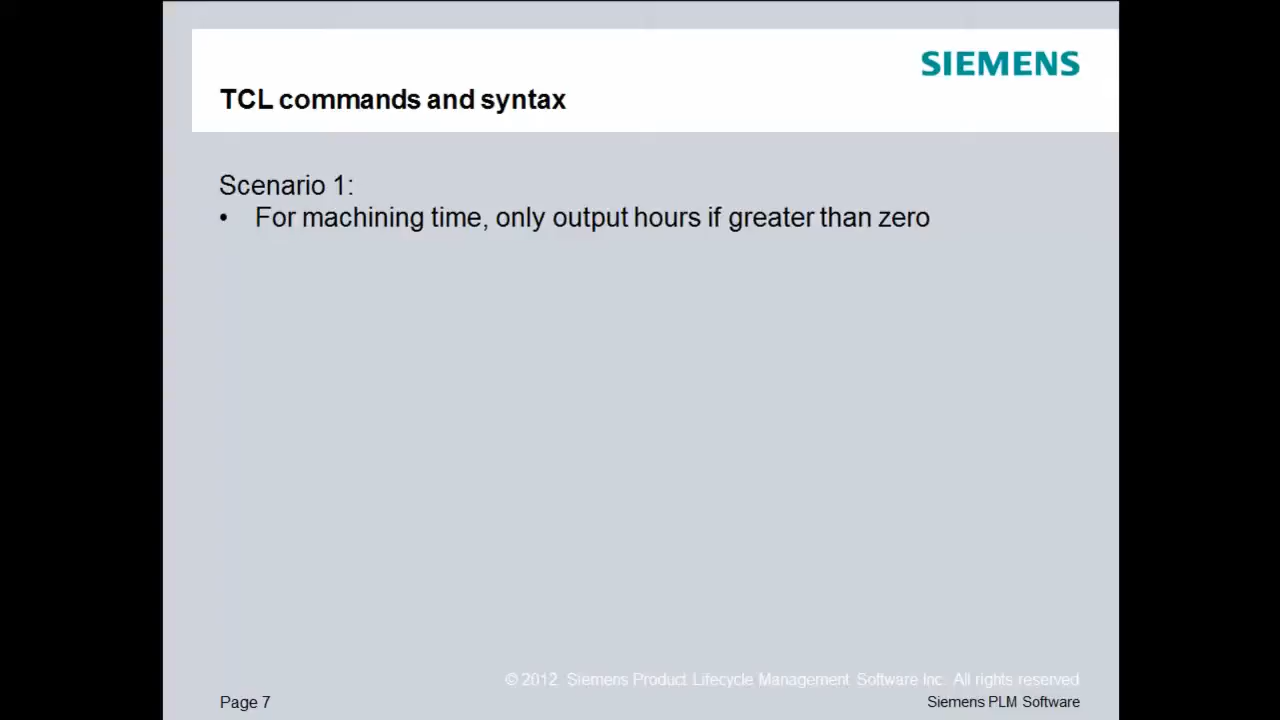 SIEMENS
TCL commands and syntax
Scenario 1:
• For machining time, only output hours if greater than zero
© 2012. Siemens Product Lifecycle Management Software Inc. All rights reserved
Page 7
Siemens PLM Software